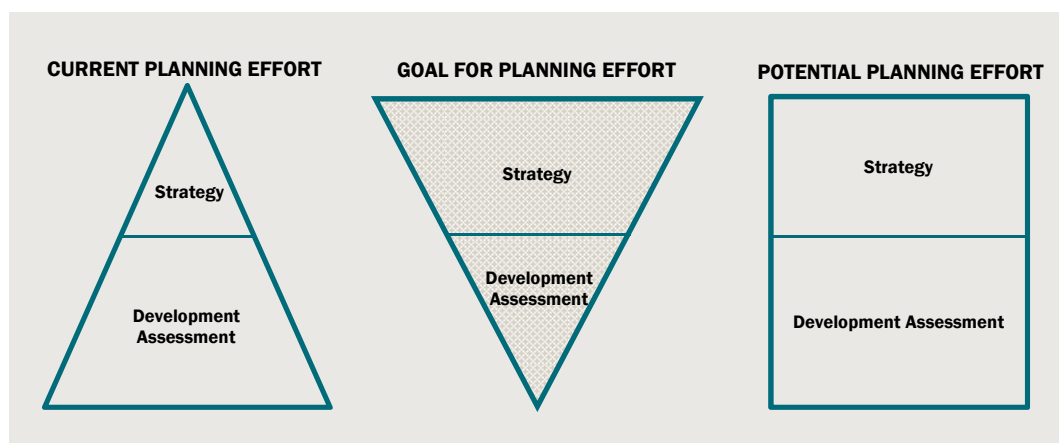 CURRENT PLANNING EFFORT
Strategy
Development
Assessment
GOAL FOR PLANNING EFFORT
Strategy
Development
Assessment
POTENTIAL PLANNING EFFORT
Strategy
Development Assessment